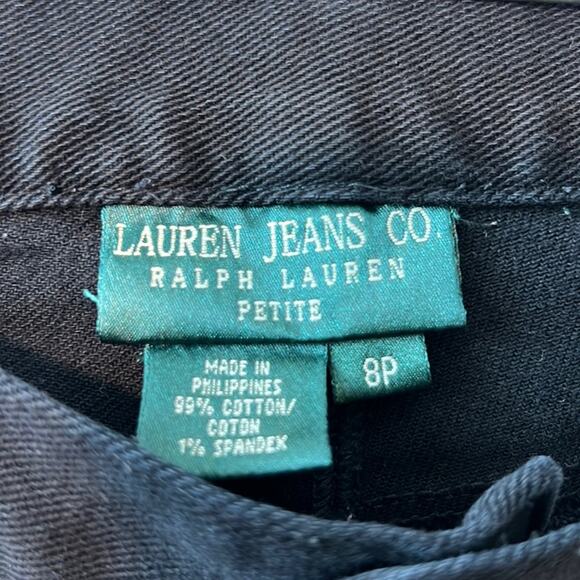 LAUREN JEANS CO.
RALPH LAUREN
PETITE
MADE IN
PHILIPPINES
99% COTTON/
COTON
1% SPANDEX
8P